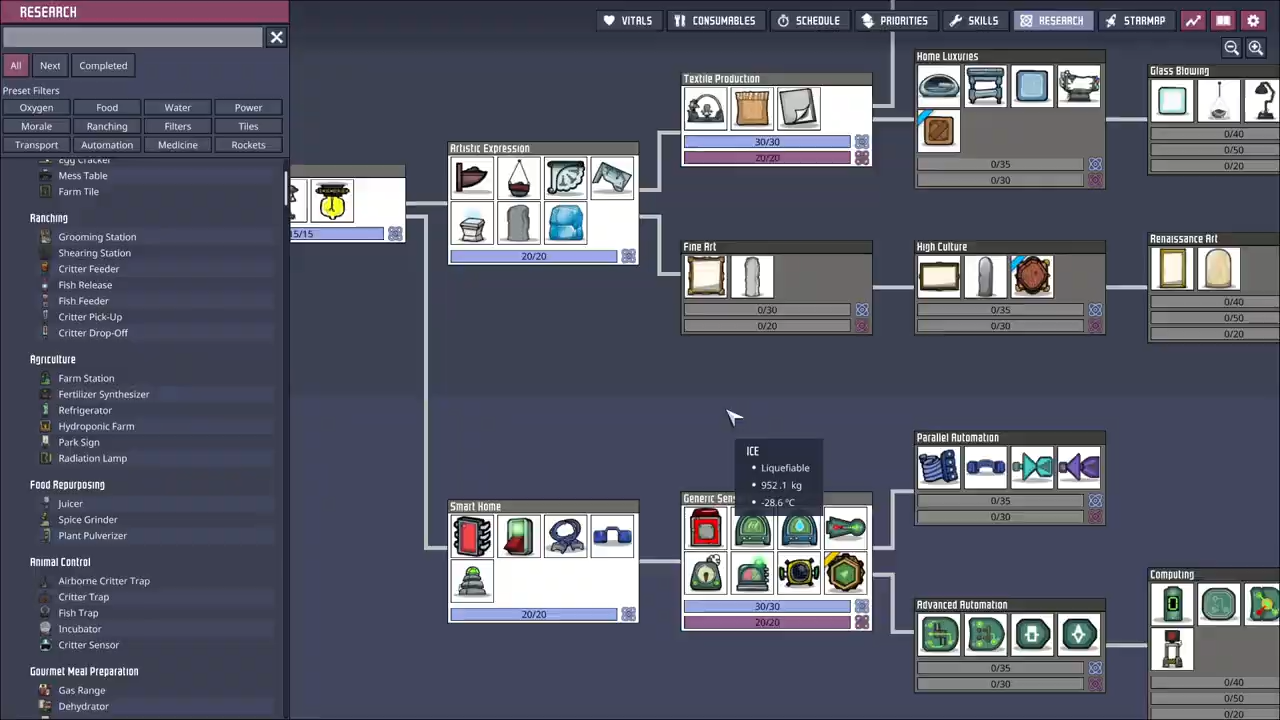 RESEARCH
VITALS
CONSUMABLES
SCHEDULE
PRIORITIES
SKILLS
RESEARCH
STARMAP
All
Next
Completed
Preset Filters
Oxygen
Food
Water
Power
Morale
Ranching
Filters
Tiles
Transport
Automation
Medicine
Rockets
Egg Cracker
Mess Table
Farm Tile
Ranching
Grooming Station
Shearing Station
Critter Feeder
Fish Release
Fish Feeder
Critter Pick-Up
Critter Drop-Off
Agriculture
Farm Station
Fertilizer Synthesizer
Refrigerator
Hydroponic Farm
Park Sign
Radiation Lamp
Food Repurposing
Juicer
Spice Grinder
Plant Pulverizer
Animal Control
Airborne Critter Trap
Critter Trap
Fish Trap
Incubator
Critter Sensor
Gourmet Meal Preparation
Gas Range
Dehydrator
15/15
Artistic Expression
20/20
Textile Production
30/30
20/20
Home Luxuries
0/35
0/30
Glass Blowing
0/40
0/50
0/20
Fine Art
0/30
0/20
High Culture
0/35
0/30
Renaissance Art
0/40
0/50
0/20
ICE
• Liquefiable
• 952.1 kg
• -28.6 °C
Smart Home
20/20
Generic Sens
30/30
20/20
Parallel Automation
0/35
0/30
Advanced Automation
0/35
0/30
Computing
0/40
0/50
0/20